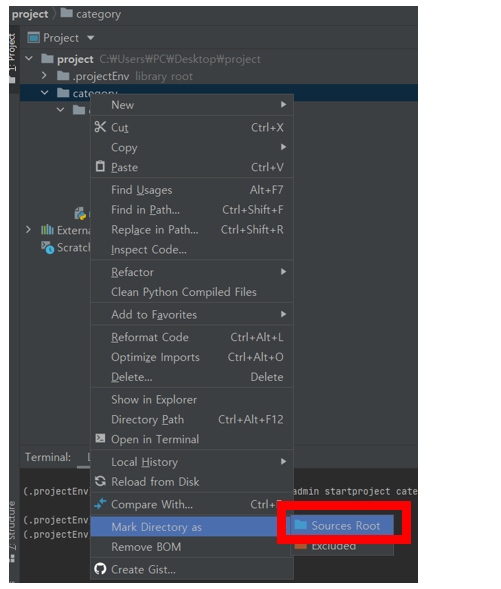 project category
1: Project
Project
project C:₩Users₩PC₩Desktop₩project
.projectEnv library root
category
New
Cut Ctrl+X
Copy
Paste Ctrl+V
Find Usages Alt+F7
Find in Path... Ctrl+Shift+F
Replace in Path... Ctrl+Shift+R
Inspect Code...
Refactor
Clean Python Compiled Files
Add to Favorites
Reformat Code Ctrl+Alt+L
Optimize Imports Ctrl+Alt+O
Delete... Delete
Show in Explorer
Directory Path Ctrl+Alt+F12
Open in Terminal
Local History
Reload from Disk
Compare With...
Mark Directory as
Sources Root
Excluded
Remove BOM
Create Gist...
Externa
Scratch
Terminal:
(.projectEnv admin startproject cate
(.projectEnv
(.projectEnv
Z: Structure